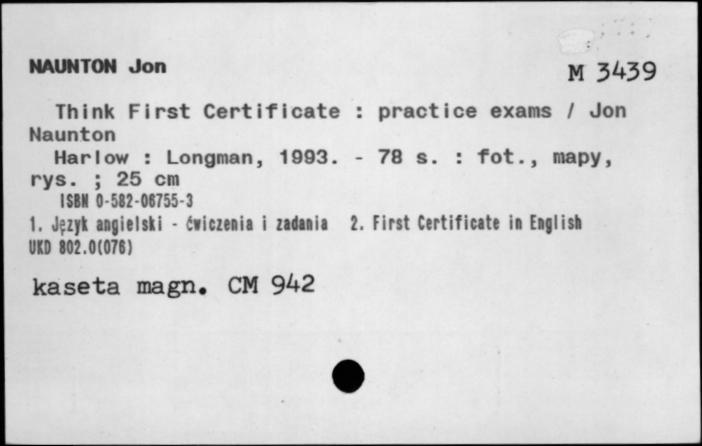 NAUNTON Jon
M 3439
Think First Certificate : practice exams / Jon
Naunton
Harlow : Longman, 1993. - 78 s. : fot., mapy,
rys. ; 25 cm
ISBN 0-582-06755-3
1. Język angielski - ćwiczenia i zadania 2. First Certificate in English
UKD 802.0(076)
kaseta magn. CM 942